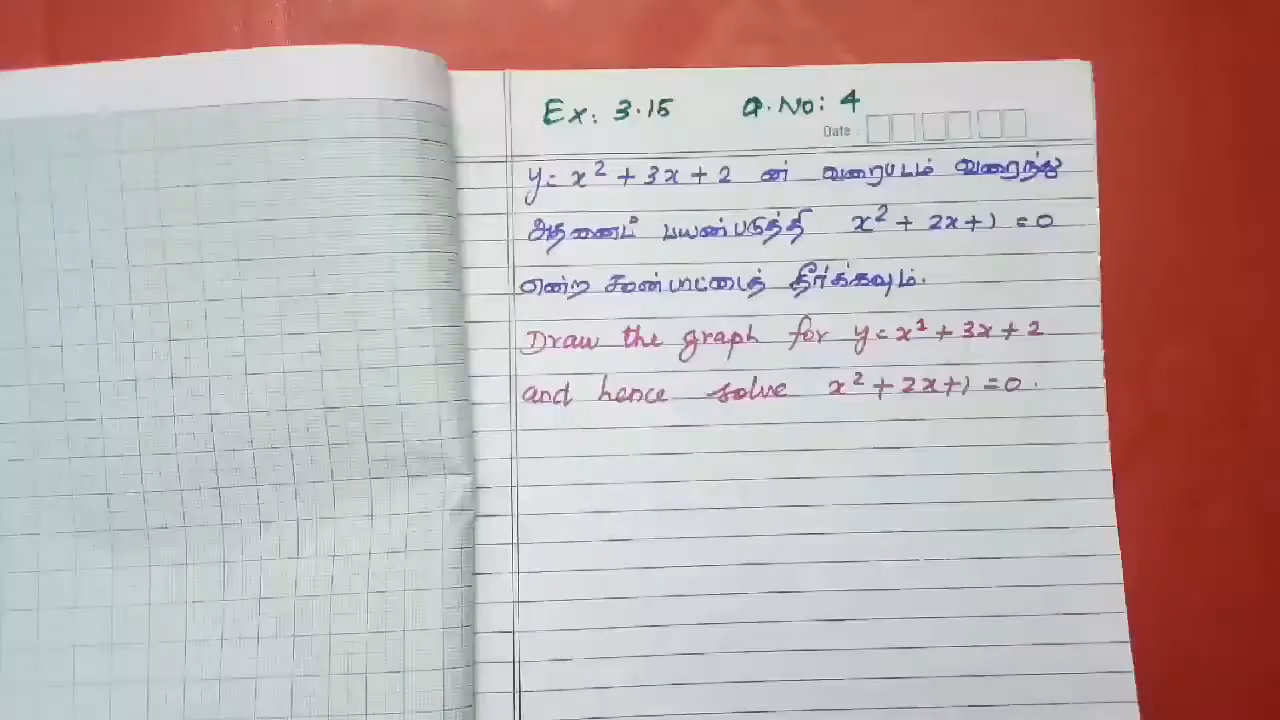 Ex: 3.15 Q.No: 4
Date :
y = x² + 3x + 2 ன் வரைபடம் வரைந்து
அதனைப் பயன்படுத்தி x² + 2x + 1 = 0
என்ற சமன்பாட்டைத் தீர்க்கவும்.
Draw the graph for y = x² + 3x + 2
and hence solve x² + 2x + 1 = 0.